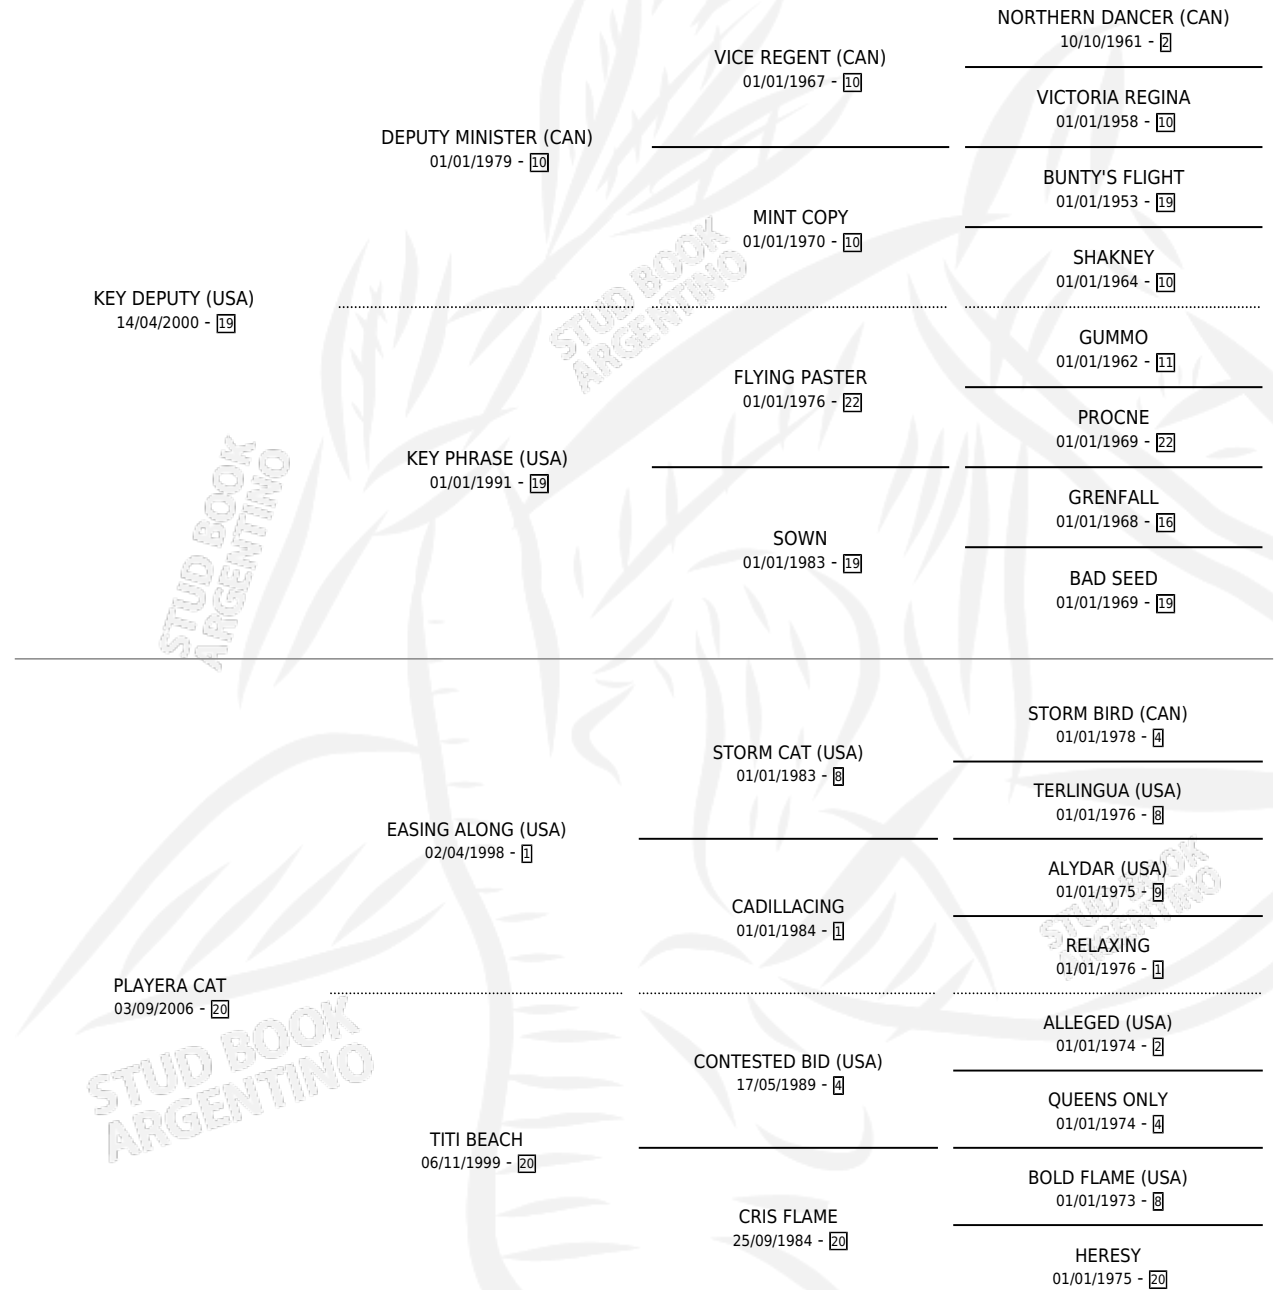 NORTHERN DANCER (CAN)
10/10/1961 - 2
VICE REGENT (CAN)
01/01/1967 - 10
VICTORIA REGINA
01/01/1958 - 10
DEPUTY MINISTER (CAN)
01/01/1979 - 10
BUNTY'S FLIGHT
01/01/1953 - 19
MINT COPY
01/01/1970 - 10
SHAKNEY
01/01/1964 - 10
KEY DEPUTY (USA)
14/04/2000 - 19
GUMMO
01/01/1962 - 11
FLYING PASTER
01/01/1976 - 22
PROCNE
01/01/1969 - 22
KEY PHRASE (USA)
01/01/1991 - 19
GRENFALL
01/01/1968 - 16
SOWN
01/01/1983 - 19
BAD SEED
01/01/1969 - 19
STUD BOOK
ARGENTINO
STUD BOOK
ARGENTINO
STORM BIRD (CAN)
01/01/1978 - 4
STORM CAT (USA)
01/01/1983 - 8
TERLINGUA (USA)
01/01/1976 - 8
EASING ALONG (USA)
02/04/1998 - 1
ALYDAR (USA)
01/01/1975 - 9
CADILLACING
01/01/1984 - 1
RELAXING
01/01/1976 - 1
STUD BOOK
ARGENTINO
PLAYERA CAT
03/09/2006 - 20
ALLEGED (USA)
01/01/1974 - 2
CONTESTED BID (USA)
17/05/1989 - 4
QUEENS ONLY
01/01/1974 - 4
STUD BOOK
ARGENTINO
TITI BEACH
06/11/1999 - 20
BOLD FLAME (USA)
01/01/1973 - 8
CRIS FLAME
25/09/1984 - 20
HERESY
01/01/1975 - 20